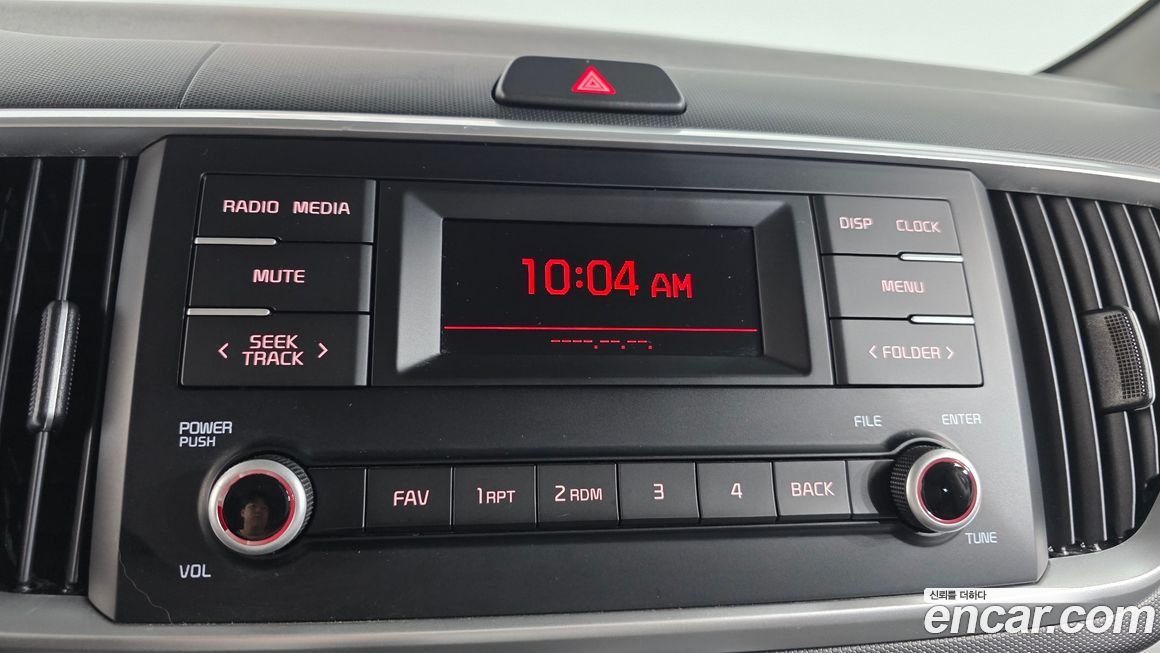 RADIO MEDIA
DISP CLOCK
MUTE
10:04 AM
MENU
----.--.--.
< SEEK TRACK >
< FOLDER >
POWER
PUSH
FILE
ENTER
FAV
1 RPT
2 RDM
3
4
BACK
VOL
TUNE
신뢰를 더하다
encar.com